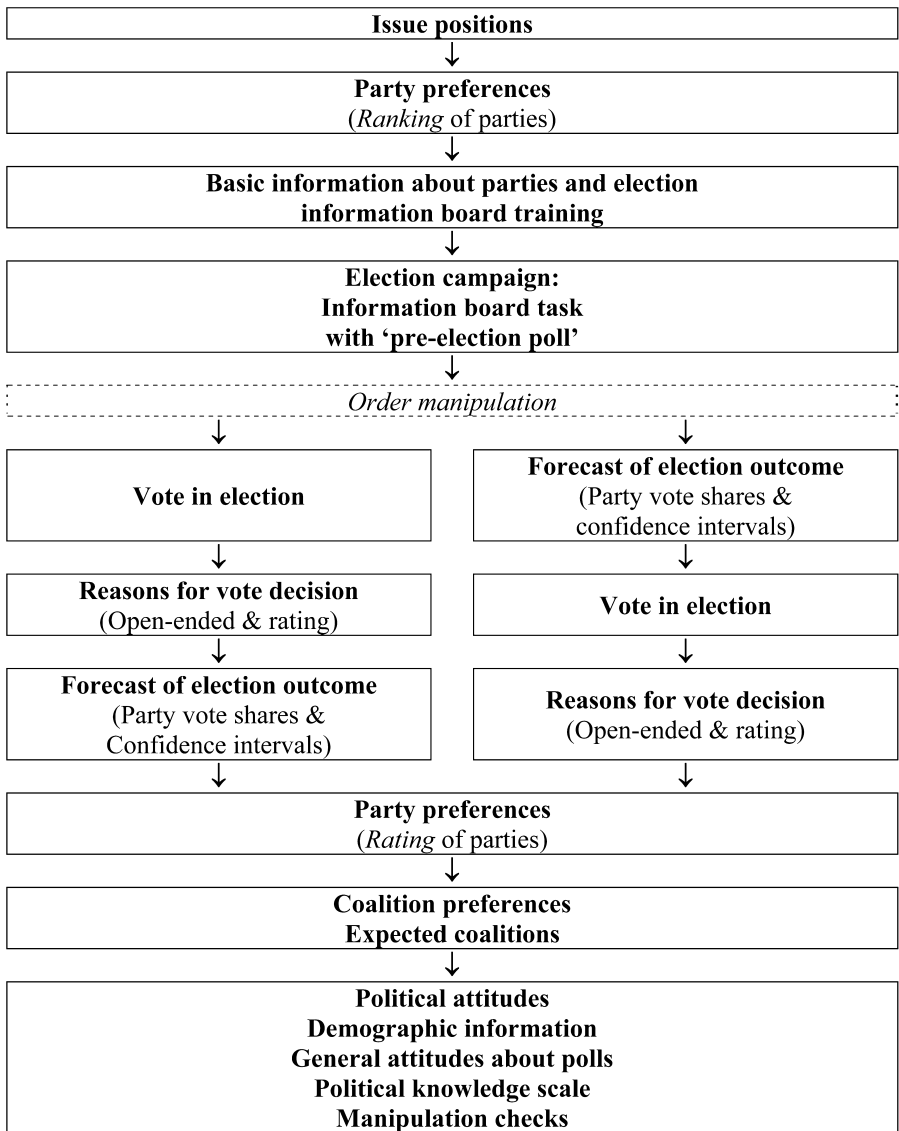 Issue positions
Party preferences
(Ranking of parties)
Basic information about parties and election
information board training
Election campaign:
Information board task
with ‘pre-election poll’
Order manipulation
Vote in election
Reasons for vote decision
(Open-ended & rating)
Forecast of election outcome
(Party vote shares &
Confidence intervals)
Forecast of election outcome
(Party vote shares &
confidence intervals)
Vote in election
Reasons for vote decision
(Open-ended & rating)
Party preferences
(Rating of parties)
Coalition preferences
Expected coalitions
Political attitudes
Demographic information
General attitudes about polls
Political knowledge scale
Manipulation checks